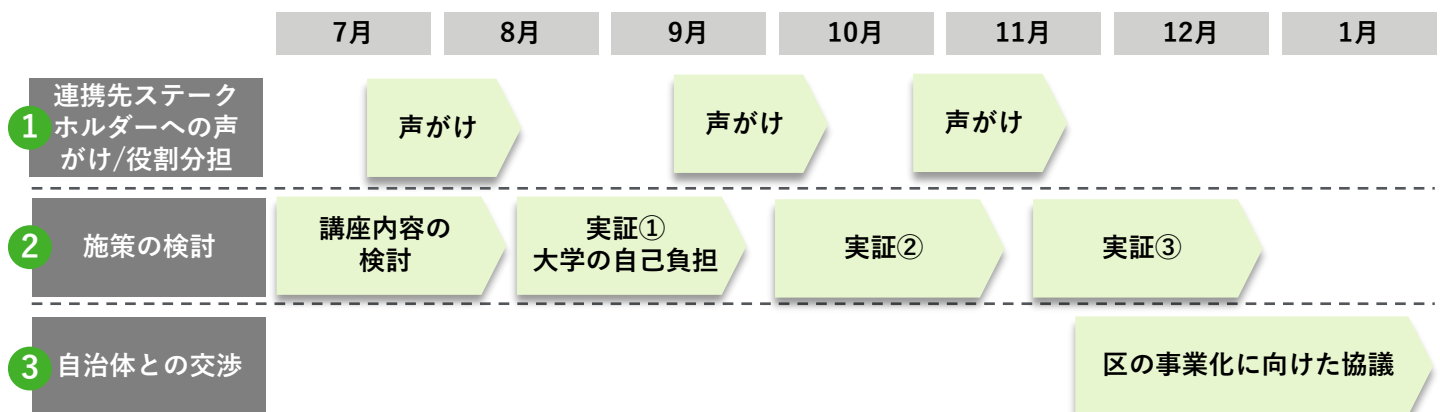 7月 8月 9月 10月 11月 12月 1月
1
連携先ステーク
ホルダーへの声
がけ/役割分担
声がけ 声がけ 声がけ
2
施策の検討
講座内容の
検討
実証①
大学の自己負担
実証②
実証③
3
自治体との交渉
区の事業化に向けた協議